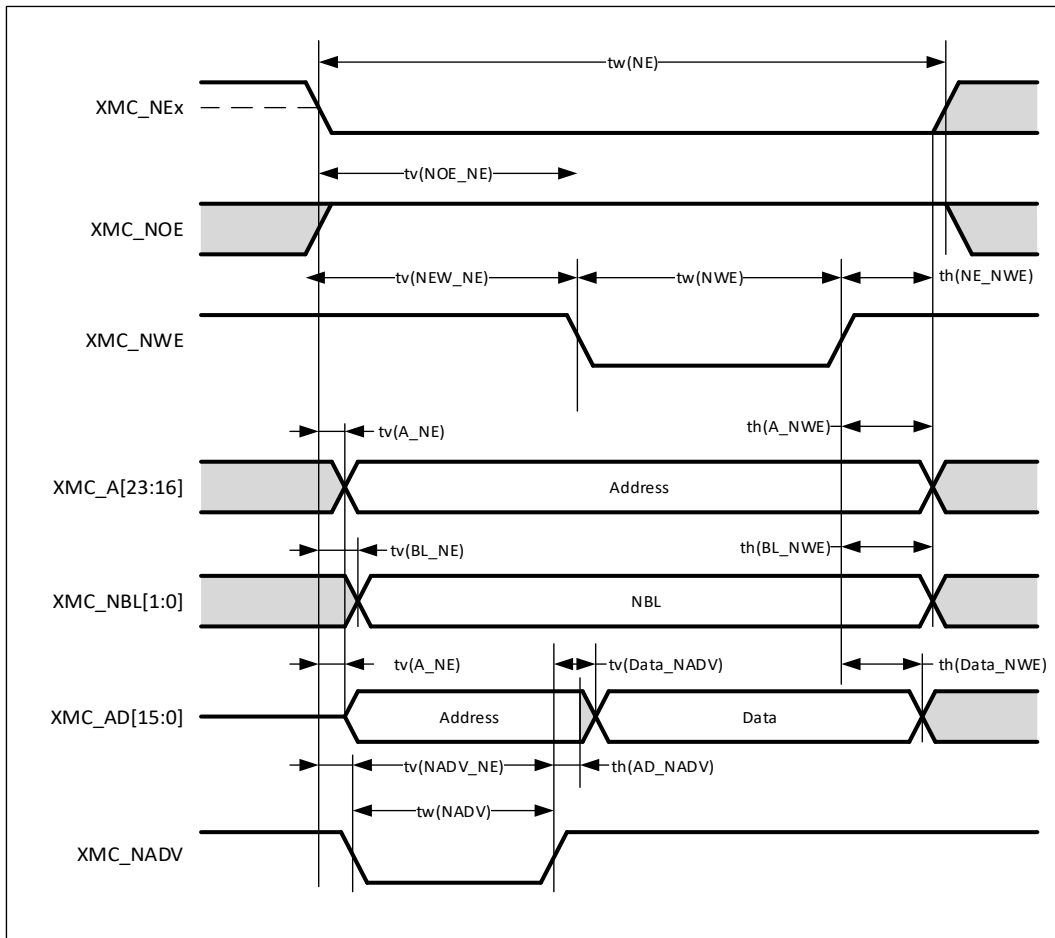 tw(NE)
XMC_NEx
tv(NOE_NE)
XMC_NOE
tv(NEW_NE)
tw(NWE)
th(NE_NWE)
XMC_NWE
tv(A_NE)
th(A_NWE)
XMC_A[23:16]
Address
tv(BL_NE)
th(BL_NWE)
XMC_NBL[1:0]
NBL
tv(A_NE)
tv(Data_NADV)
th(Data_NWE)
XMC_AD[15:0]
Address
Data
tv(NADV_NE)
th(AD_NADV)
tw(NADV)
XMC_NADV